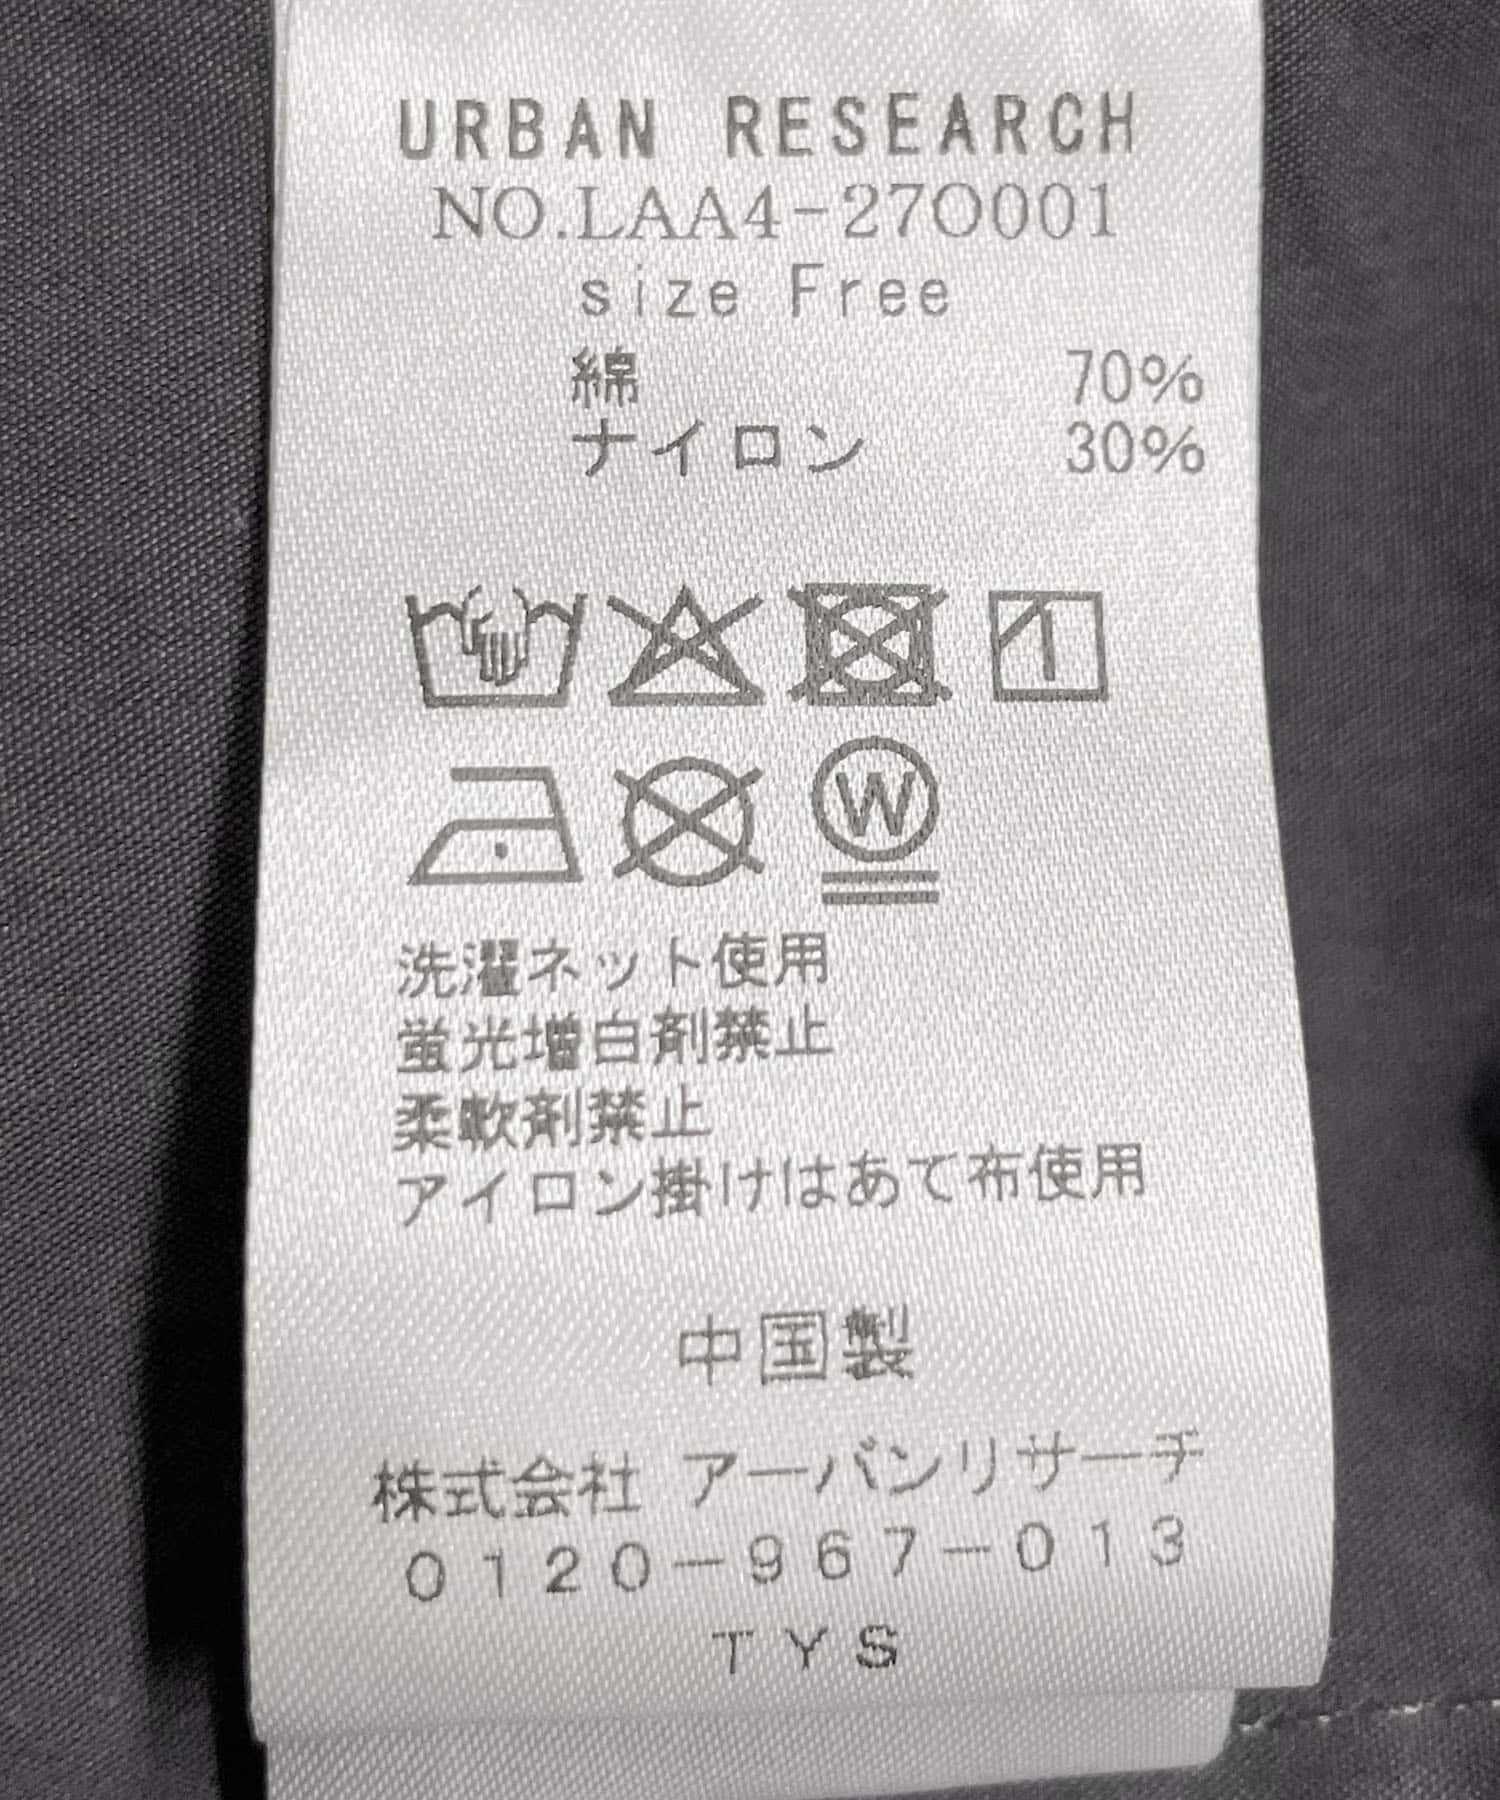 URBAN RESEARCH
NO.LAA4-27O001
size Free
綿 70%
ナイロン 30%
W
洗濯ネット使用
蛍光増白剤禁止
柔軟剤禁止
アイロン掛けはあて布使用
中国製
株式会社 アーバンリサーチ
0120-967-013
TYS